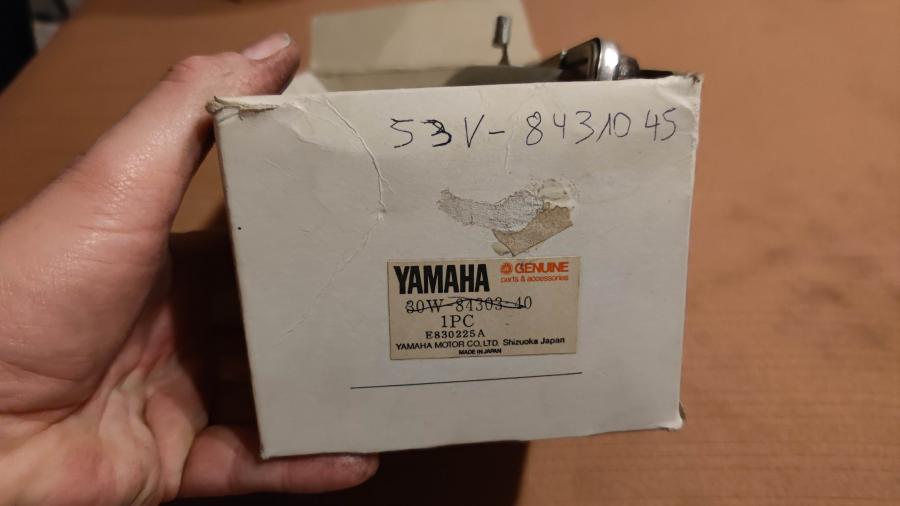 53V-8431045
YAMAHA GENUINE
parts & accessories
30W-84303-40
1PC
E830225A
YAMAHA MOTOR CO., LTD. Shizuoka Japan
MADE IN JAPAN